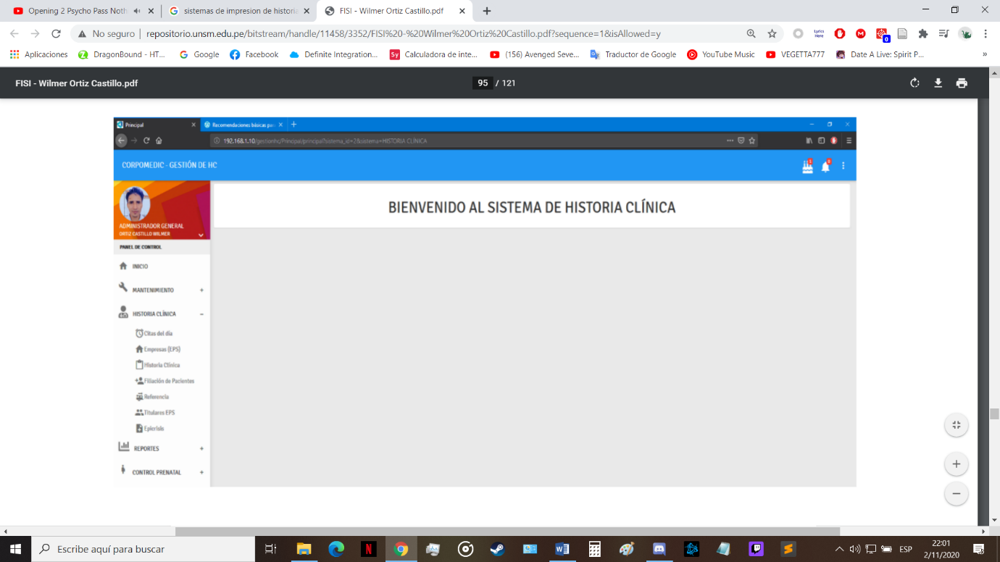 Opening 2 Psycho Pass Noth
sistemas de impresion de historia
FISI - Wilmer Ortiz Castillo.pdf
No seguro | repositorio.unsm.edu.pe/bitstream/handle/11458/3352/FISI%20-%20Wilmer%20Ortiz%20Castillo.pdf?sequence=1&isAllowed=y
Lyrics Here
0
Aplicaciones
DragonBound - HT...
Google
Facebook
Definite Integration...
Sy Calculadora de inte...
(156) Avenged Seve...
Traductor de Google
YouTube Music
VEGETTA777
Date A Live: Spirit P...
»
FISI - Wilmer Ortiz Castillo.pdf
95 / 121
Principal
Recomendaciones básicas par
192.168.1.10/gestionhc/Principal/principal?sistema_id=2&sistema=HISTORIA CLÍNICA
CORPOMEDIC - GESTIÓN DE HC
BIENVENIDO AL SISTEMA DE HISTORIA CLÍNICA
ADMINISTRADOR GENERAL
ORTIZ CASTILLO WILMER
PANEL DE CONTROL
INICIO
MANTENIMIENTO +
HISTORIA CLÍNICA -
Citas del día
Empresas (EPS)
Historia Clínica
Filiación de Pacientes
Referencia
Titulares EPS
Epicrisis
REPORTES +
CONTROL PRENATAL +
Escribe aquí para buscar
ESP
22:01
2/11/2020